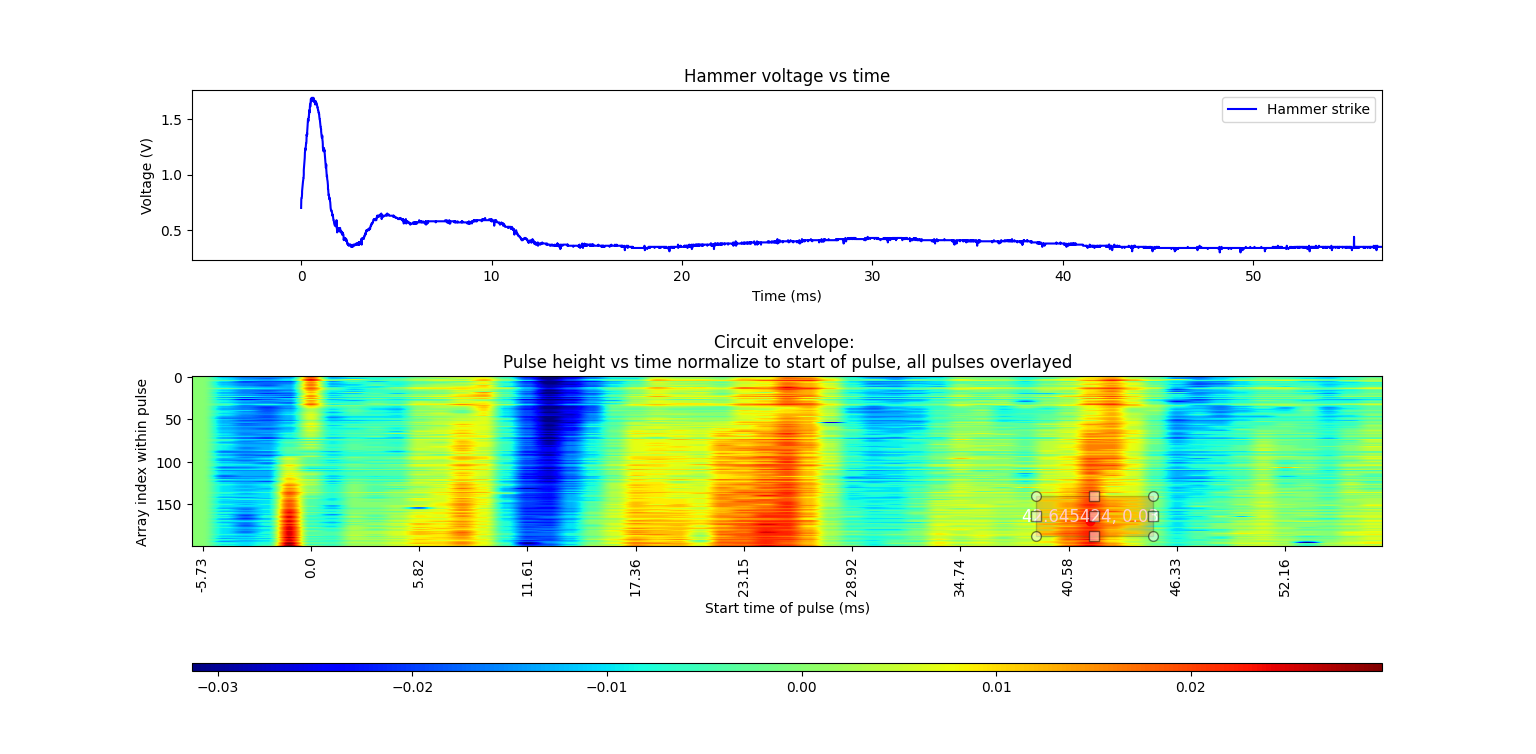 Hammer voltage vs time
Hammer strike
Voltage (V)
1.5
1.0
0.5
0 10 20 30 40 50
Time (ms)
Circuit envelope:
Pulse height vs time normalize to start of pulse, all pulses overlayed
Array index within pulse
0
50
100
150
-5.73 0.0 5.82 11.61 17.36 23.15 28.92 34.74 40.58 46.33 52.16
Start time of pulse (ms)
−0.03 −0.02 −0.01 0.00 0.01 0.02